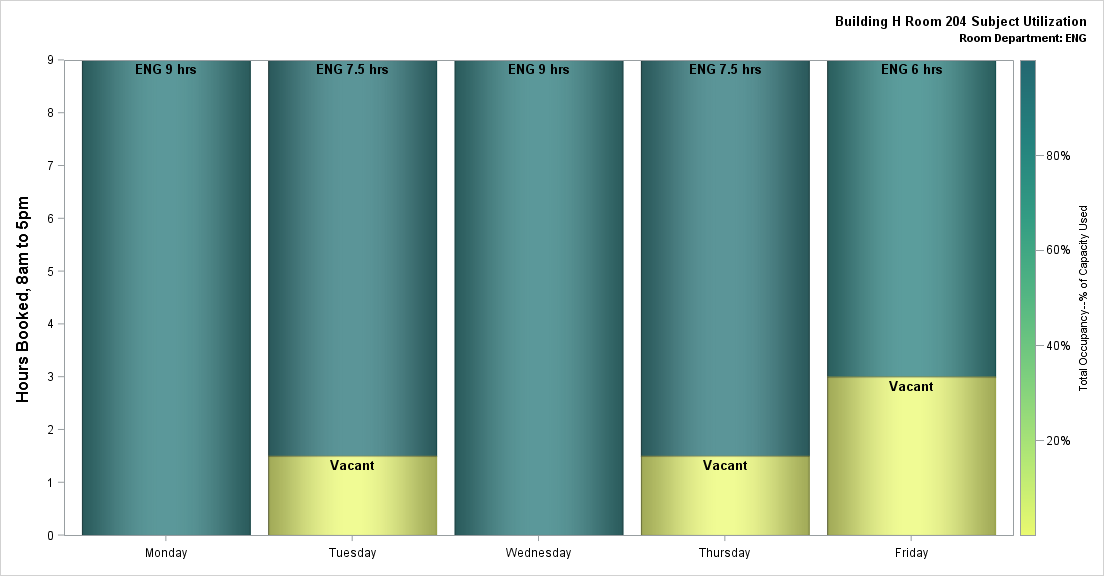 Building H Room 204 Subject Utilization
Room Department: ENG
Hours Booked, 8am to 5pm
9
8
7
6
5
4
3
2
1
0
ENG 9 hrs
ENG 7.5 hrs
ENG 9 hrs
ENG 7.5 hrs
ENG 6 hrs
Vacant
Vacant
Vacant
Monday
Tuesday
Wednesday
Thursday
Friday
80%
60%
40%
20%
Total Occupancy--% of Capacity Used